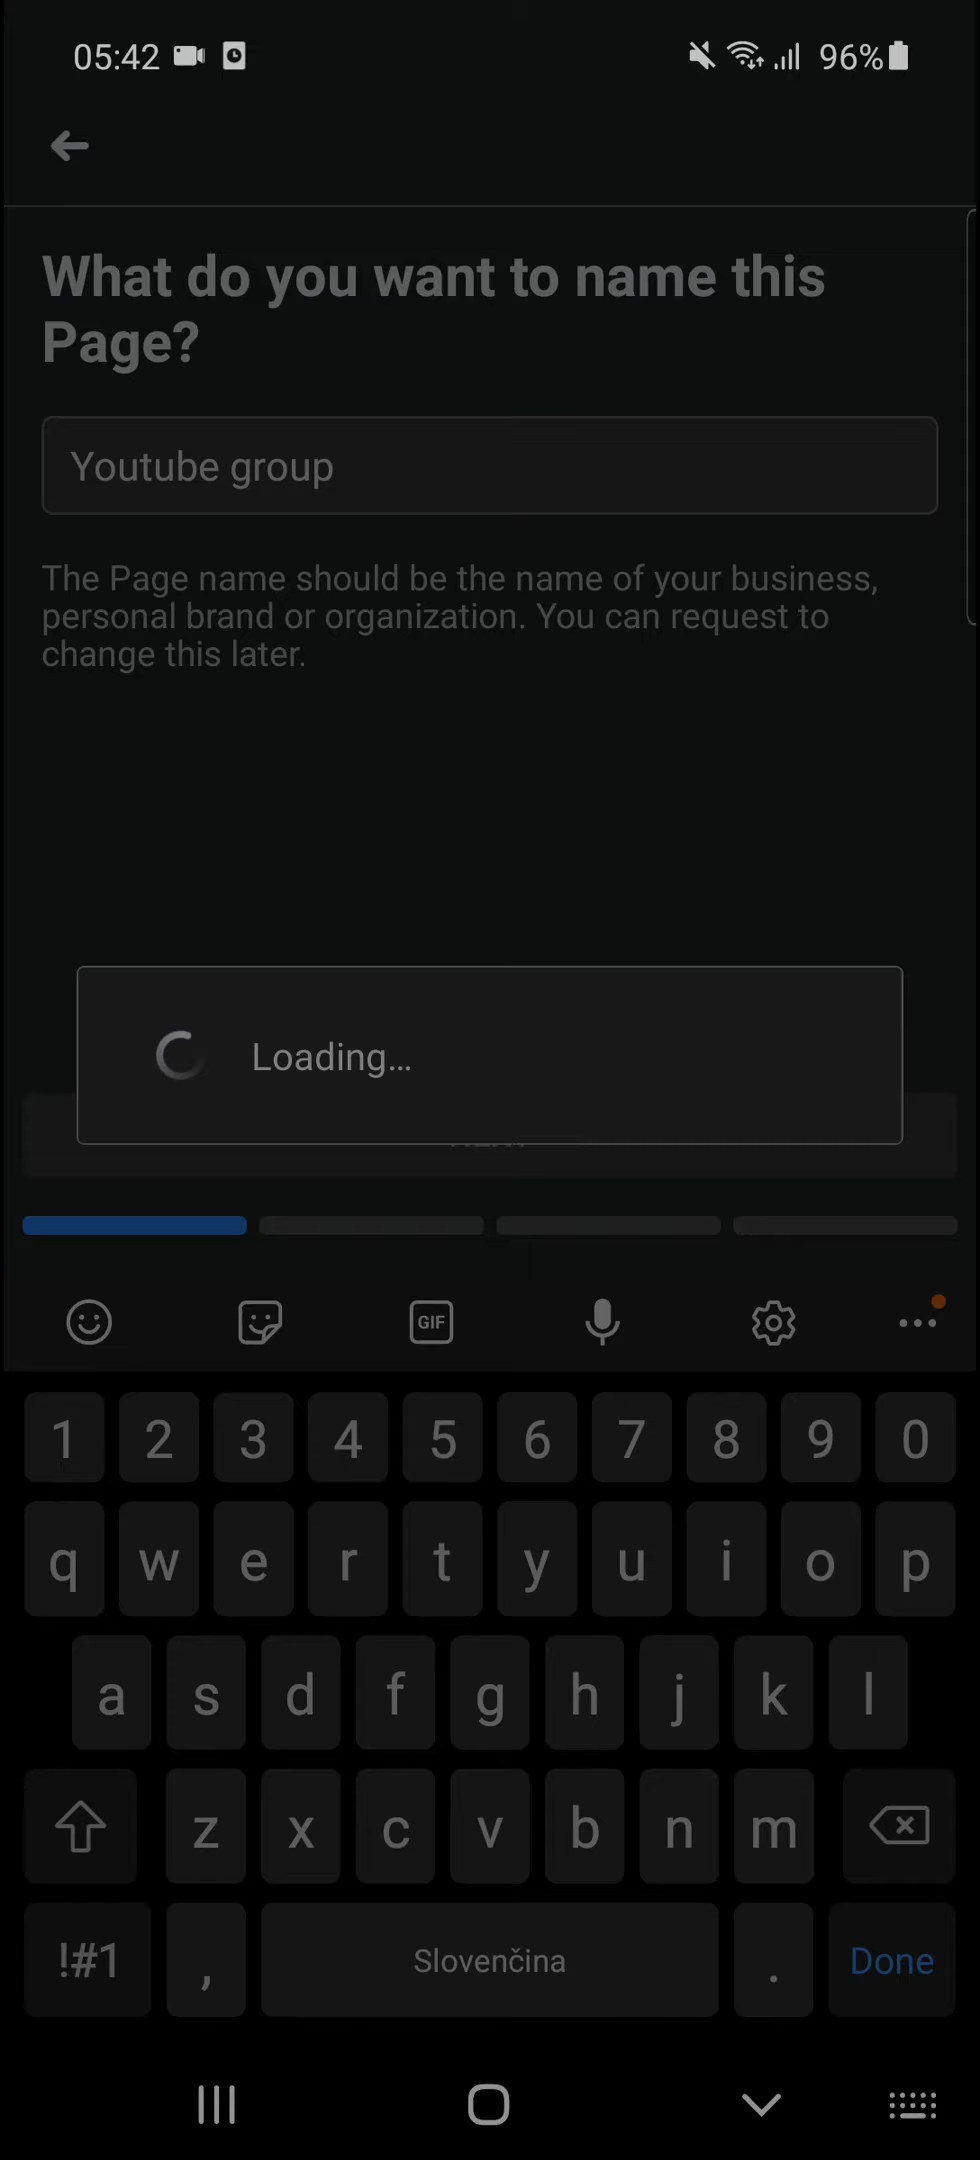 05:42 96%
What do you want to name this
Page?
Youtube group
The Page name should be the name of your business,
personal brand or organization. You can request to
change this later.
Loading...
GIF
1 2 3 4 5 6 7 8 9 0
q w e r t y u i o p
a s d f g h j k l
z x c v b n m
!#1 , Slovenčina . Done